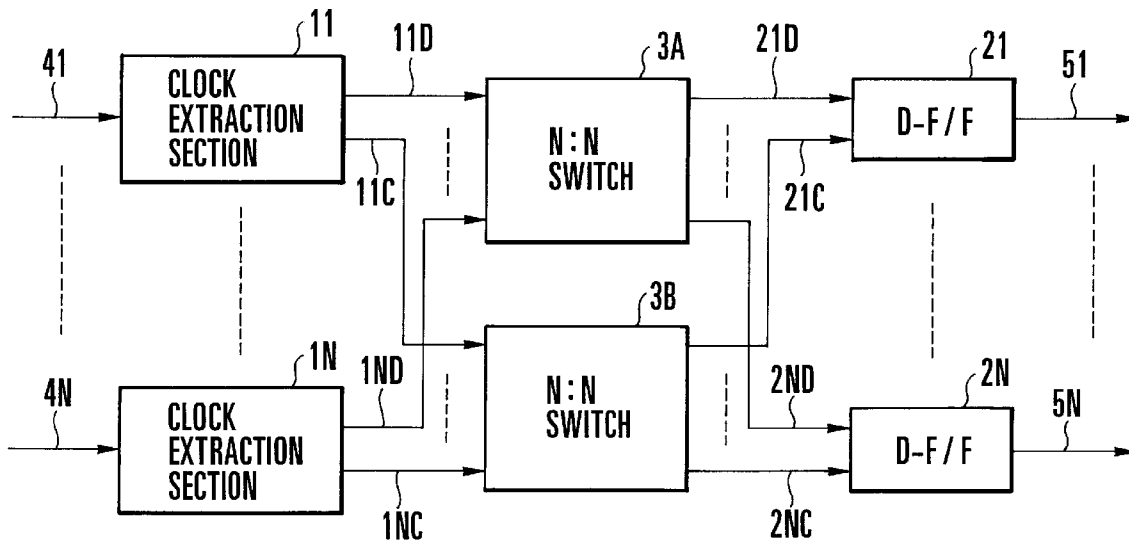 11
41
CLOCK
EXTRACTION
SECTION
11D
11C
3A
N : N
SWITCH
21D
21C
21
D-F / F
51
1N
4N
CLOCK
EXTRACTION
SECTION
1ND
1NC
3B
N : N
SWITCH
2ND
2NC
2N
D-F / F
5N